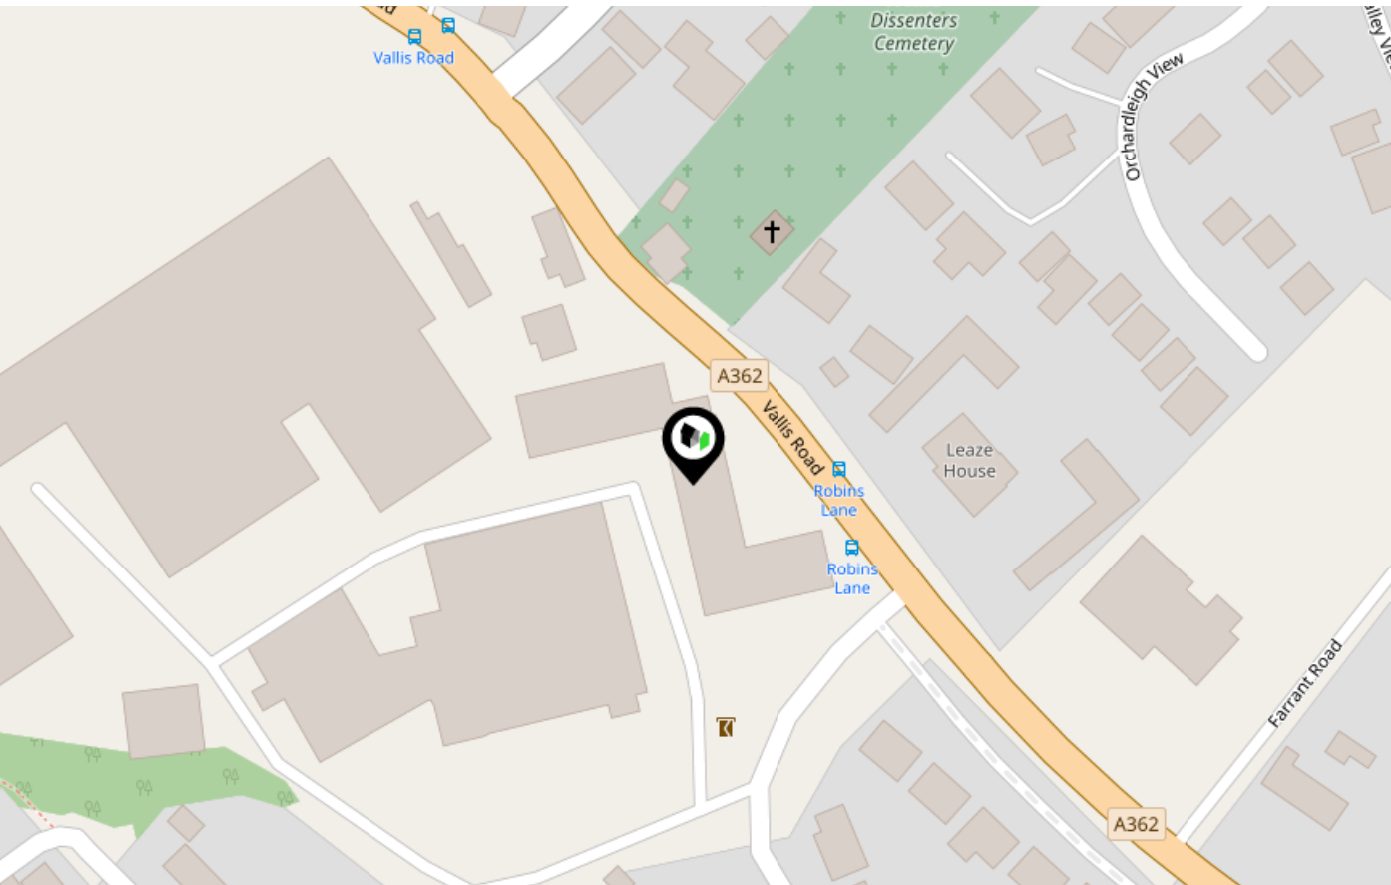 Vallis Road
Dissenters
Cemetery
Orchardleigh View
A362
Vallis Road
Leaze
House
Robins
Lane
Robins
Lane
Farrant Road
A362